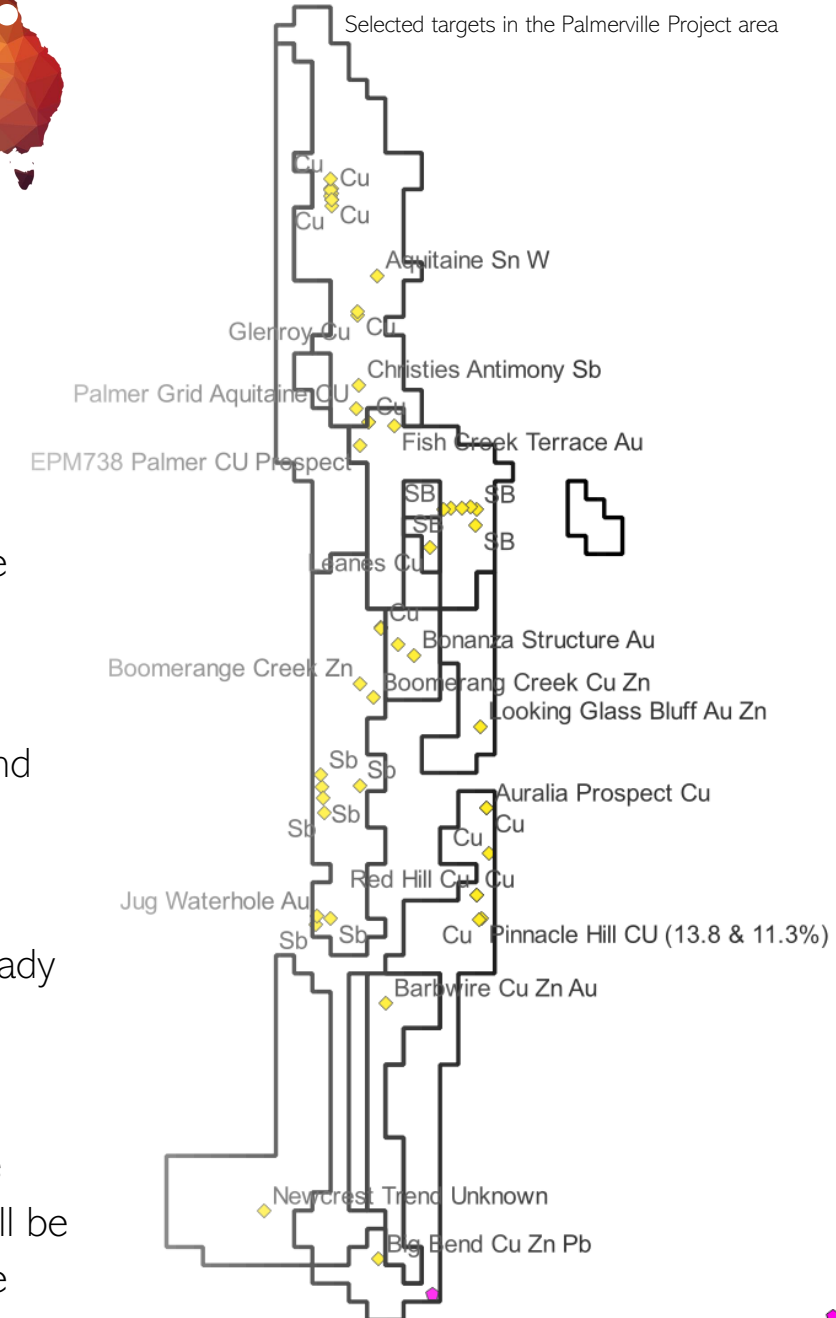 Selected targets in the Palmerville Project area
Cu
Cu
Cu
Cu
Aquitaine Sn W
Glenroy Cu
Cu
Christies Antimony Sb
Palmer Grid Aquitaine CU
Cu
Fish Creek Terrace Au
EPM738 Palmer CU Prospect
SB
SB
SB
SB
e
Leanes Cu
Cu
Bonanza Structure Au
Boomerange Creek Zn
Boomerang Creek Cu Zn
Looking Glass Bluff Au Zn
nd
Sb
Sb
Sb
Sb
Auralia Prospect Cu
Cu
Cu
Red Hill Cu
Cu
Jug Waterhole Au
Sb
Sb
Cu
Pinnacle Hill CU (13.8 & 11.3%)
ady
Barbwire Cu Zn Au
Newcrest Trend Unknown
ll be
Big Bend Cu Zn Pb
e